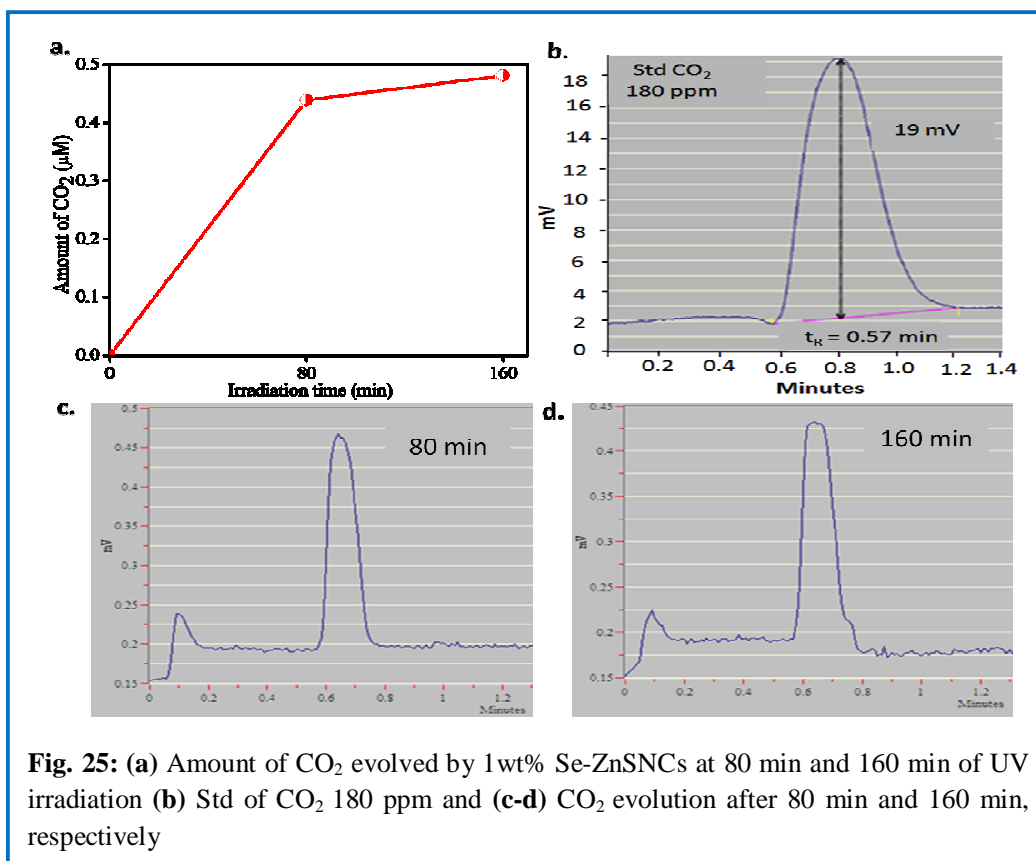 a.
0.5
0.4
0.3
0.2
0.1
0.0
Amount of CO₂ (μM)
0 80 160
Irradiation time (min)
b.
Std CO₂
180 ppm
19 mV
18
16
14
12
10
8
6
4
2
0
mV
tR = 0.57 min
0.2 0.4 0.6 0.8 1.0 1.2 1.4
Minutes
c.
80 min
0.5
0.45
0.4
0.35
0.3
0.25
0.2
0.15
mV
0 0.2 0.4 0.6 0.8 1 1.2
Minutes
d.
160 min
0.45
0.4
0.35
0.3
0.25
0.2
0.15
mV
0 0.2 0.4 0.6 0.8 1 1.2
Minutes
Fig. 25: (a) Amount of CO₂ evolved by 1wt% Se-ZnSNCs at 80 min and 160 min of UV
irradiation (b) Std of CO₂ 180 ppm and (c-d) CO₂ evolution after 80 min and 160 min,
respectively